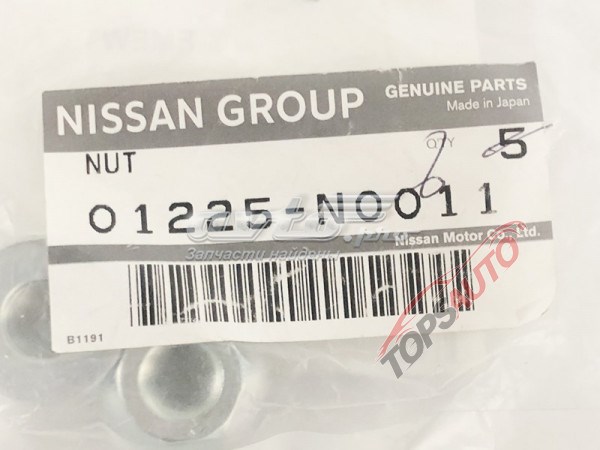 NISSAN GROUP
GENUINE PARTS
Made in Japan
NUT
QTY 5
01225-N0011
Запчасти найдены
Nissan Motor Co., Ltd.
B1191
TOPSAUTO